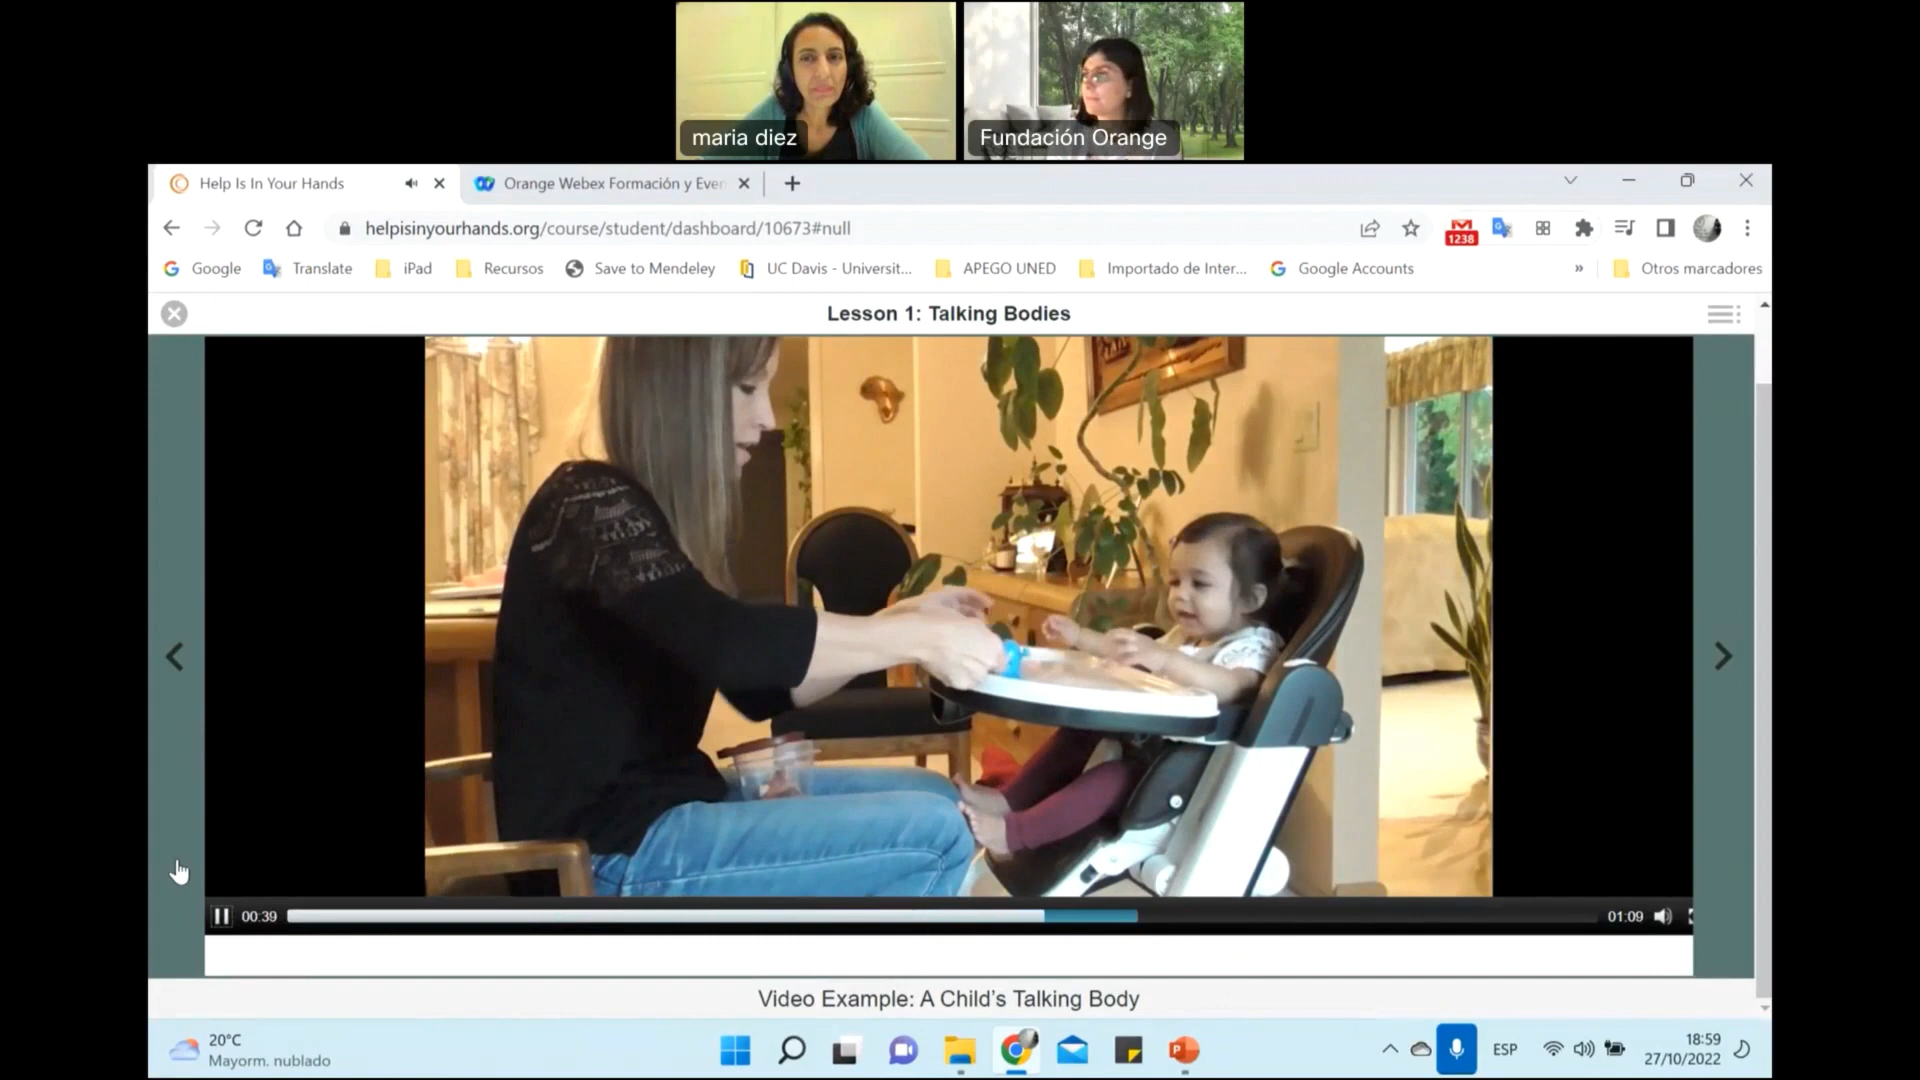 maria diez
Fundación Orange
Help Is In Your Hands
Orange Webex Formación y Even
helpisinyourhands.org/course/student/dashboard/10673#null
1238
Google
Translate
iPad
Recursos
Save to Mendeley
UC Davis - Universit...
APEGO UNED
Importado de Inter...
Google Accounts
»
Otros marcadores
Lesson 1: Talking Bodies
00:39
01:09
Video Example: A Child's Talking Body
20°C
Mayorm. nublado
ESP
18:59
27/10/2022